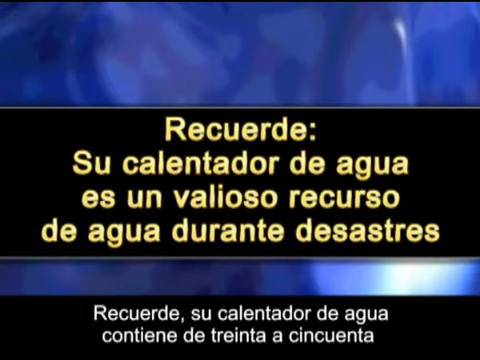 Recuerde:
Su calentador de agua
es un valioso recurso
de agua durante desastres
Recuerde, su calentador de agua
contiene de treinta a cincuenta